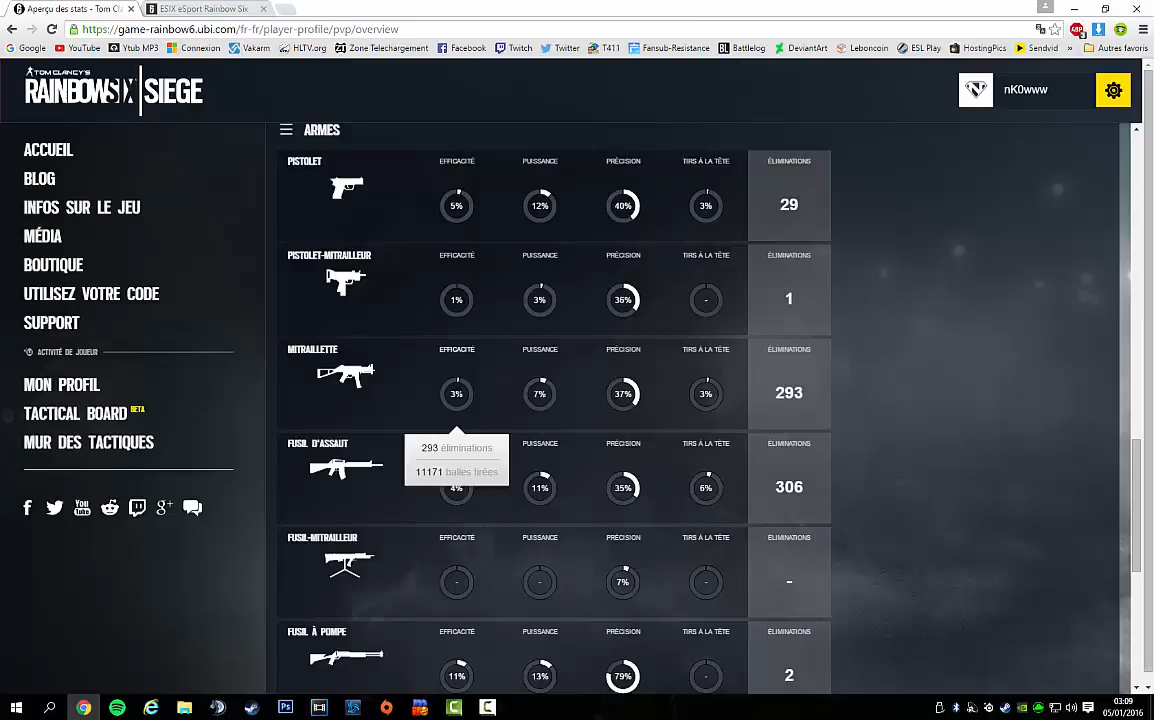 Aperçu des stats - Tom Cl
ESIX eSport Rainbow Six
https://game-rainbow6.ubi.com/fr-fr/player-profile/pvp/overview
Google YouTube Ytub MP3 Connexion Vakarm HLTV.org Zone Telechargement Facebook Twitch Twitter T411 Fansub-Resistance Battlelog DeviantArt Leboncoin ESL Play HostingPics Sendvid » Autres favoris
TOM CLANCY'S
RAINBOW SIX SIEGE
nK0www
ACCUEIL
BLOG
INFOS SUR LE JEU
MÉDIA
BOUTIQUE
UTILISEZ VOTRE CODE
SUPPORT
ACTIVITÉ DE JOUEUR
MON PROFIL
TACTICAL BOARD BETA
MUR DES TACTIQUES
ARMES
PISTOLET EFFICACITÉ PUISSANCE PRÉCISION TIRS À LA TÊTE ÉLIMINATIONS
5% 12% 40% 3% 29
PISTOLET-MITRAILLEUR EFFICACITÉ PUISSANCE PRÉCISION TIRS À LA TÊTE ÉLIMINATIONS
1% 3% 36% - 1
MITRAILLETTE EFFICACITÉ PUISSANCE PRÉCISION TIRS À LA TÊTE ÉLIMINATIONS
3% 7% 37% 3% 293
293 éliminations
11171 balles tirées
FUSIL D'ASSAUT PUISSANCE PRÉCISION TIRS À LA TÊTE ÉLIMINATIONS
4% 11% 35% 6% 306
FUSIL-MITRAILLEUR EFFICACITÉ PUISSANCE PRÉCISION TIRS À LA TÊTE ÉLIMINATIONS
- - 7% - -
FUSIL À POMPE EFFICACITÉ PUISSANCE PRÉCISION TIRS À LA TÊTE ÉLIMINATIONS
11% 13% 79% - 2
03:09
05/01/2016